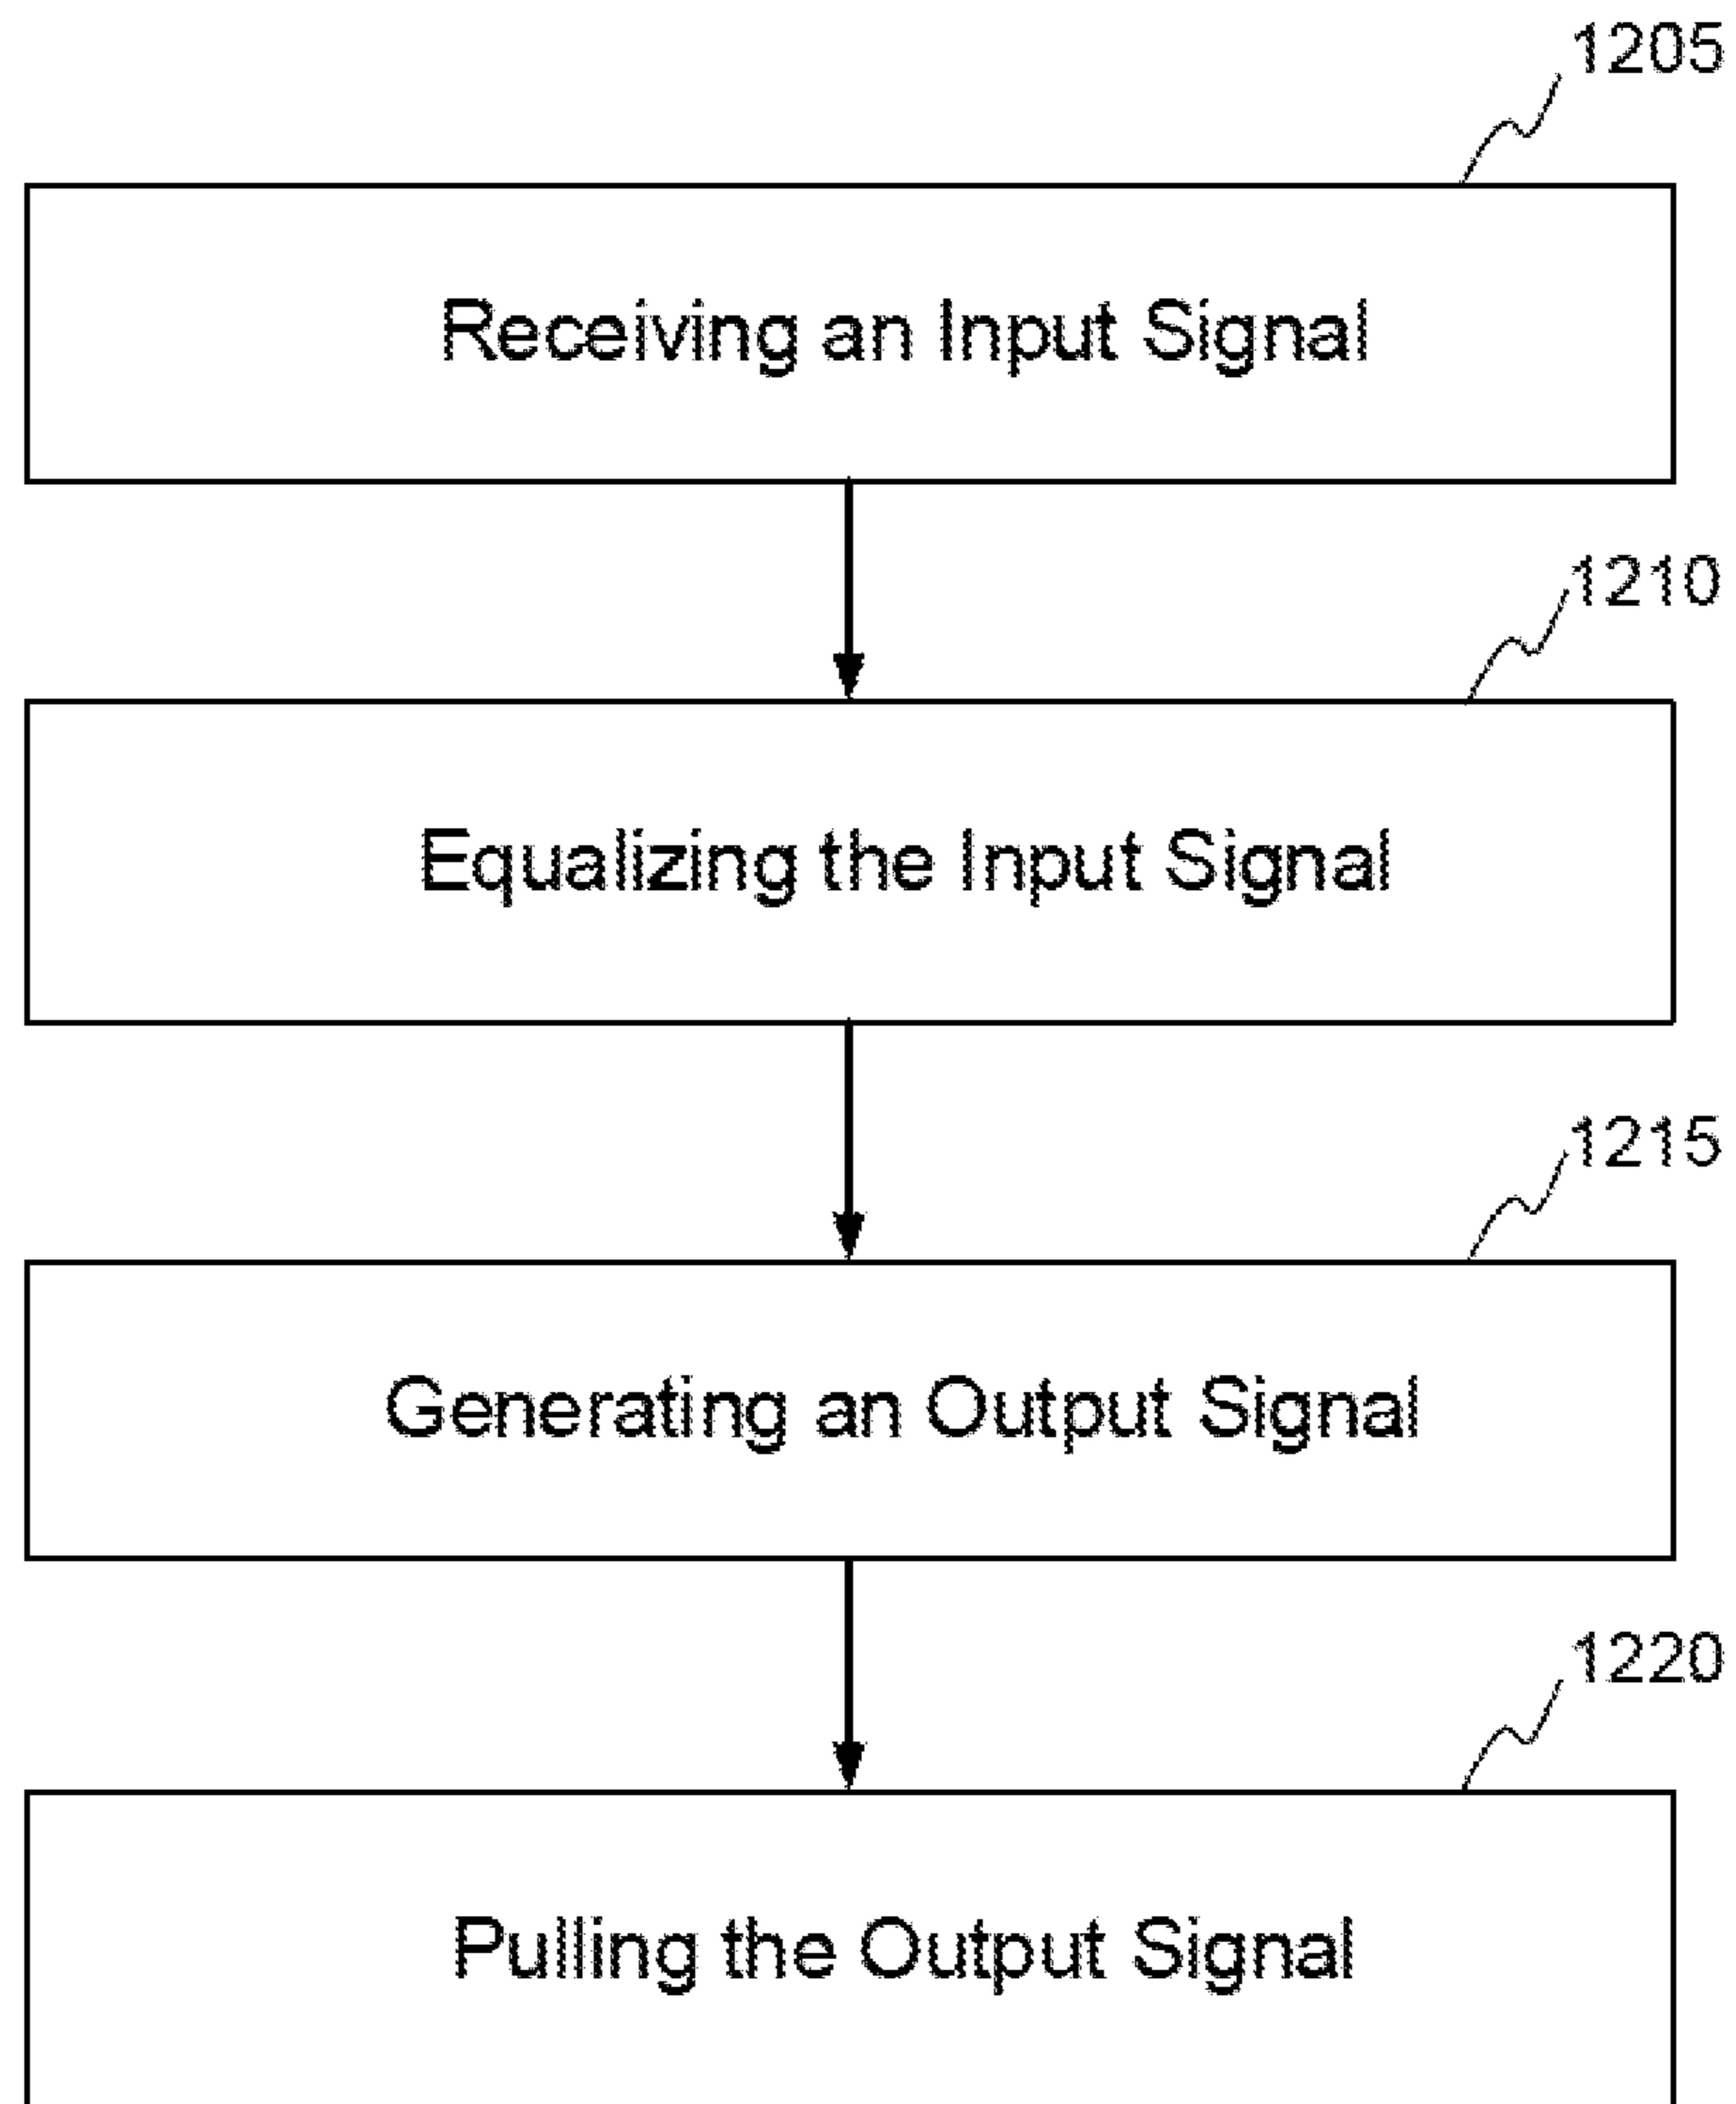 1205
Receiving an Input Signal
1210
Equalizing the Input Signal
1215
Generating an Output Signal
1220
Pulling the Output Signal